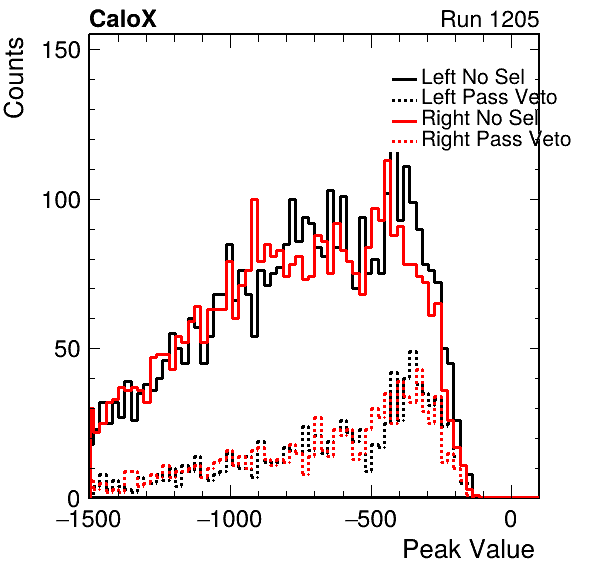 CaloX Run 1205
Counts
150
100
50
0
Left No Sel
Left Pass Veto
Right No Sel
Right Pass Veto
−1500 −1000 −500 0
Peak Value